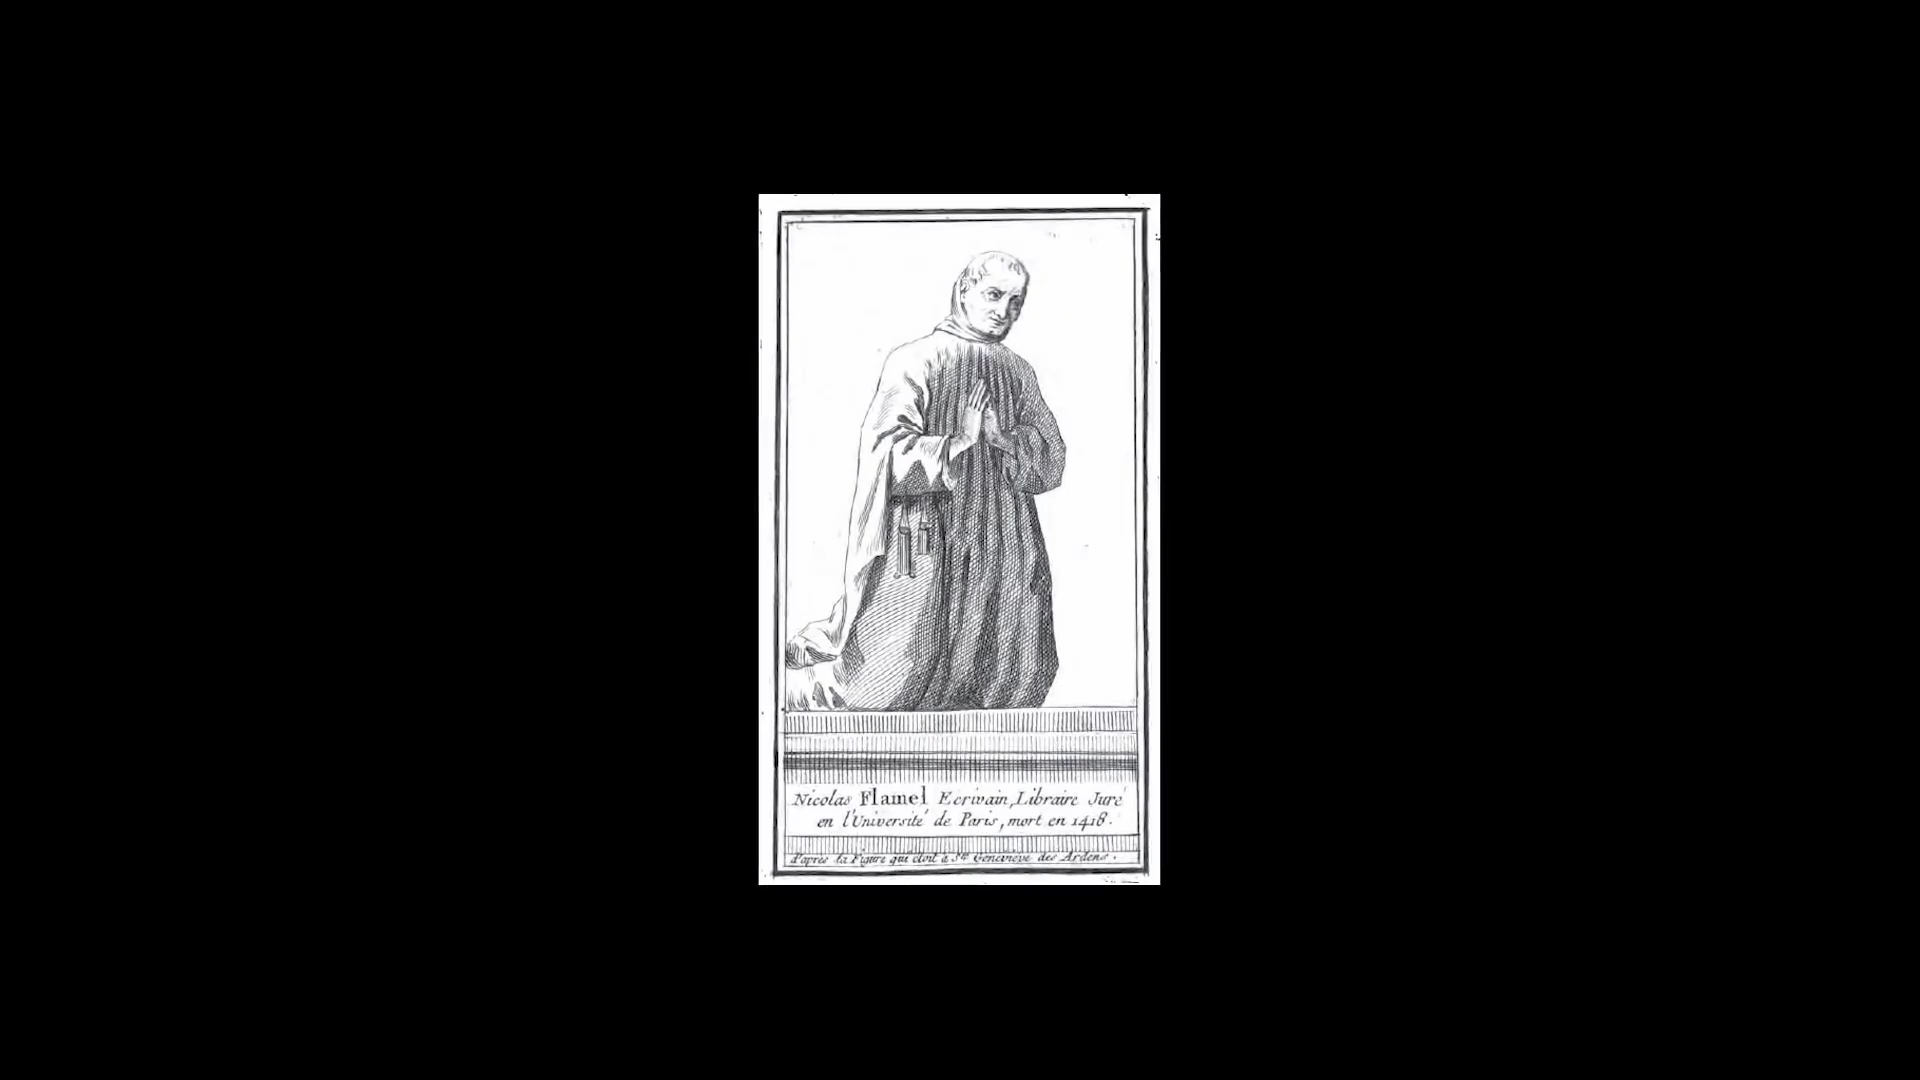 Nicolas Flamel Ecrivain, Libraire Juré
en l'Université de Paris, mort en 1418.
d'après la Figure qui étoit à Ste. Geneviève des Ardens.